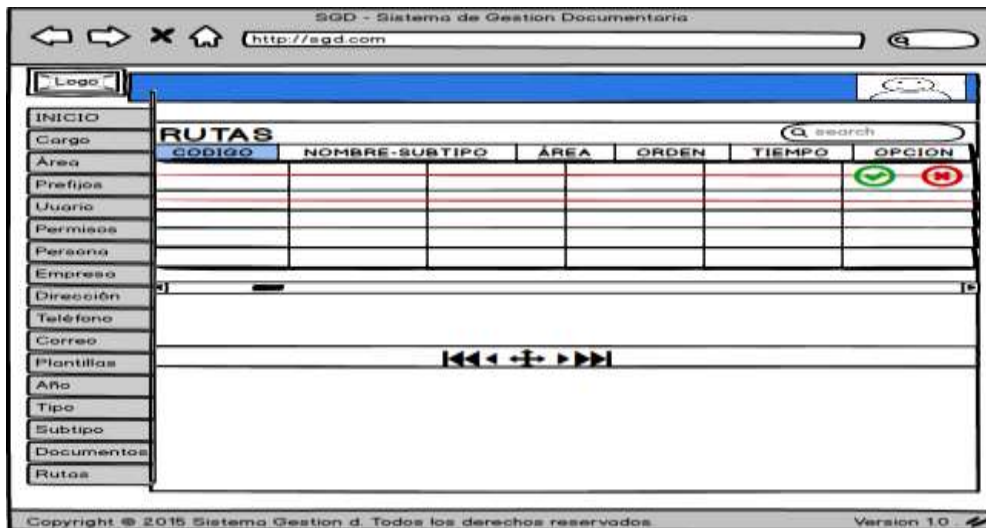 SGD - Sistema de Gestion Documentaria
http://sgd.com
Logo
INICIO
Cargo
Área
Prefijos
Uuario
Permisos
Persona
Empresa
Dirección
Teléfono
Correo
Plantillas
Año
Tipo
Subtipo
Documentos
Rutas
RUTAS
search
CODIGO NOMBRE-SUBTIPO ÁREA ORDEN TIEMPO OPCION
Copyright © 2015 Sistema Gestion d. Todos los derechos reservados
Version 1.0